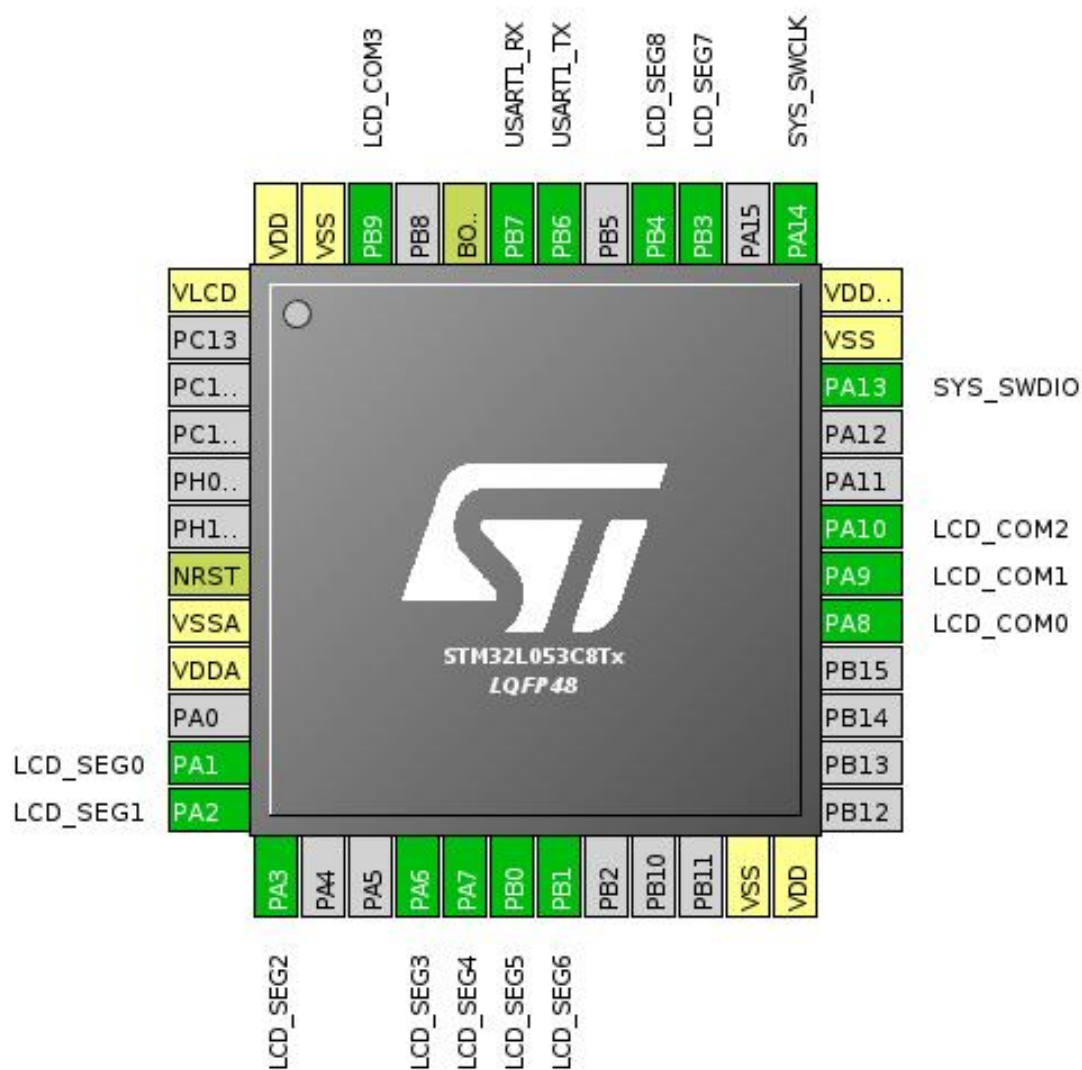 LCD_COM3
USART1_RX
USART1_TX
LCD_SEG8
LCD_SEG7
SYS_SWCLK
VDD
VSS
PB9
PB8
BO..
PB7
PB6
PB5
PB4
PB3
PA15
PA14
VLCD
PC13
PC1..
PC1..
PH0..
PH1..
NRST
VSSA
VDDA
PA0
LCD_SEG0 PA1
LCD_SEG1 PA2
ST
STM32L053C8Tx
LQFP48
VDD..
VSS
PA13 SYS_SWDIO
PA12
PA11
PA10 LCD_COM2
PA9 LCD_COM1
PA8 LCD_COM0
PB15
PB14
PB13
PB12
PA3
PA4
PA5
PA6
PA7
PB0
PB1
PB2
PB10
PB11
VSS
VDD
LCD_SEG2
LCD_SEG3
LCD_SEG4
LCD_SEG5
LCD_SEG6